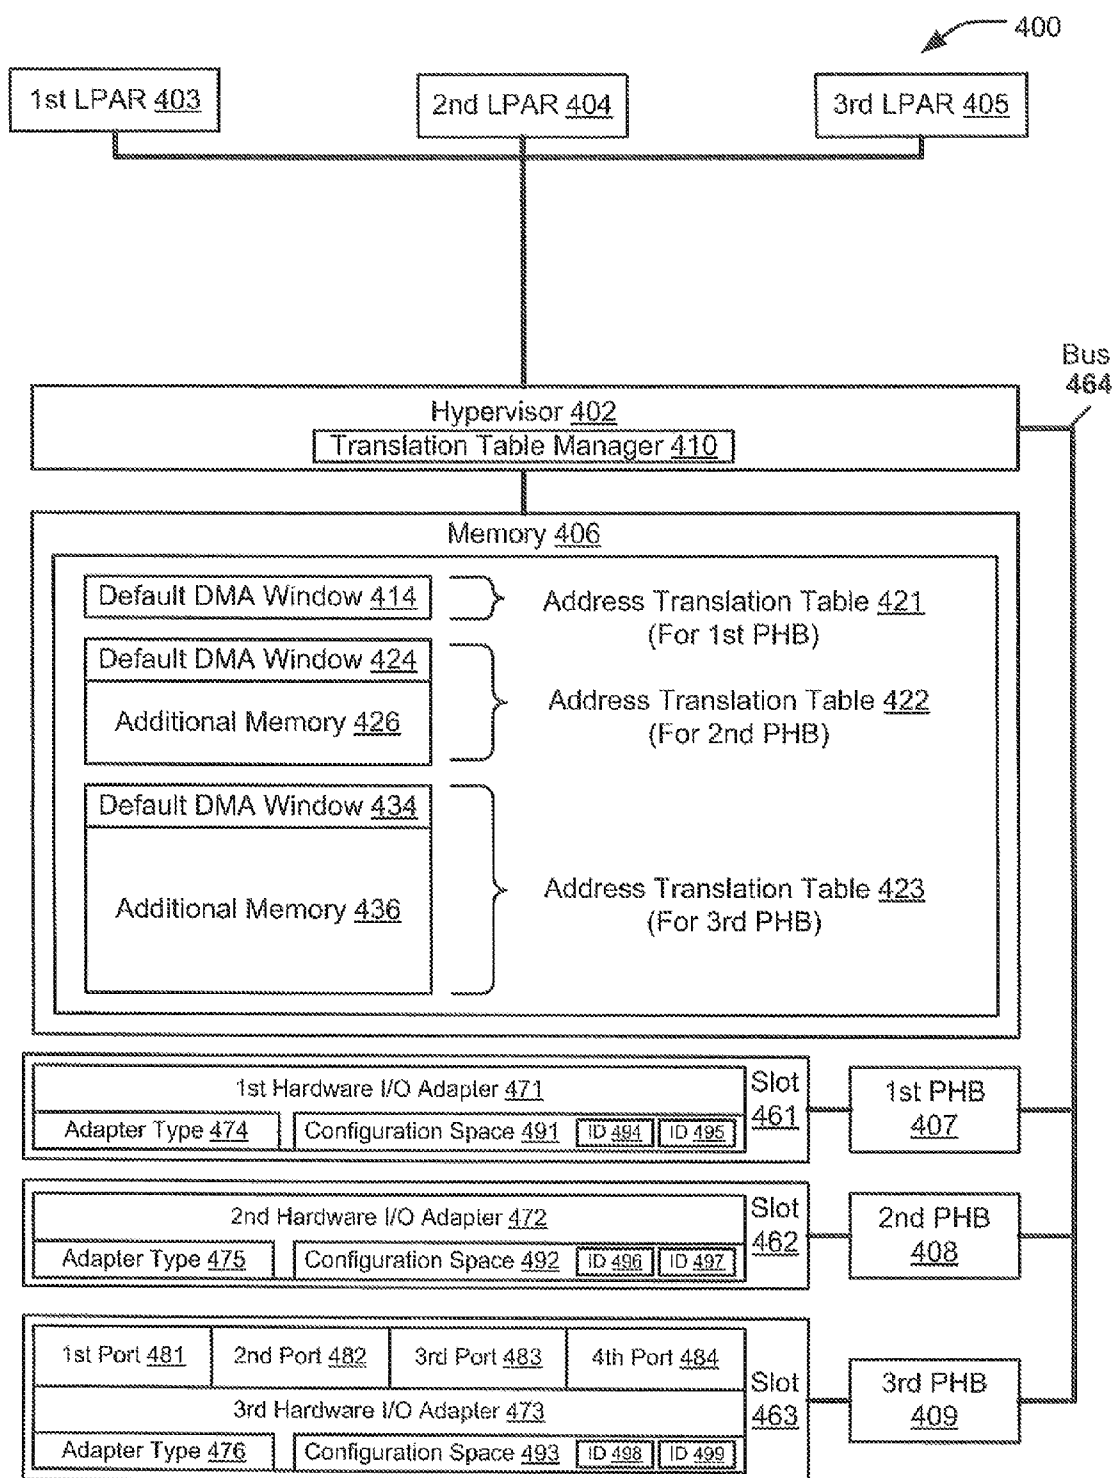 400
1st LPAR 403
2nd LPAR 404
3rd LPAR 405
Bus
464
Hypervisor 402
Translation Table Manager 410
Memory 406
Default DMA Window 414
Address Translation Table 421
(For 1st PHB)
Default DMA Window 424
Additional Memory 426
Address Translation Table 422
(For 2nd PHB)
Default DMA Window 434
Additional Memory 436
Address Translation Table 423
(For 3rd PHB)
1st Hardware I/O Adapter 471
Adapter Type 474
Configuration Space 491
ID 494
ID 495
Slot
461
1st PHB
407
2nd Hardware I/O Adapter 472
Adapter Type 475
Configuration Space 492
ID 496
ID 497
Slot
462
2nd PHB
408
1st Port 481
2nd Port 482
3rd Port 483
4th Port 484
3rd Hardware I/O Adapter 473
Adapter Type 476
Configuration Space 493
ID 498
ID 499
Slot
463
3rd PHB
409